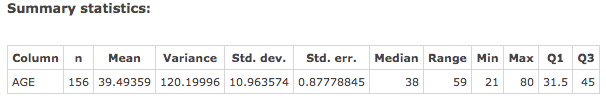 Summary statistics:
Column n Mean Variance Std. dev. Std. err. Median Range Min Max Q1 Q3
AGE 156 39.49359 120.19996 10.963574 0.87778845 38 59 21 80 31.5 45